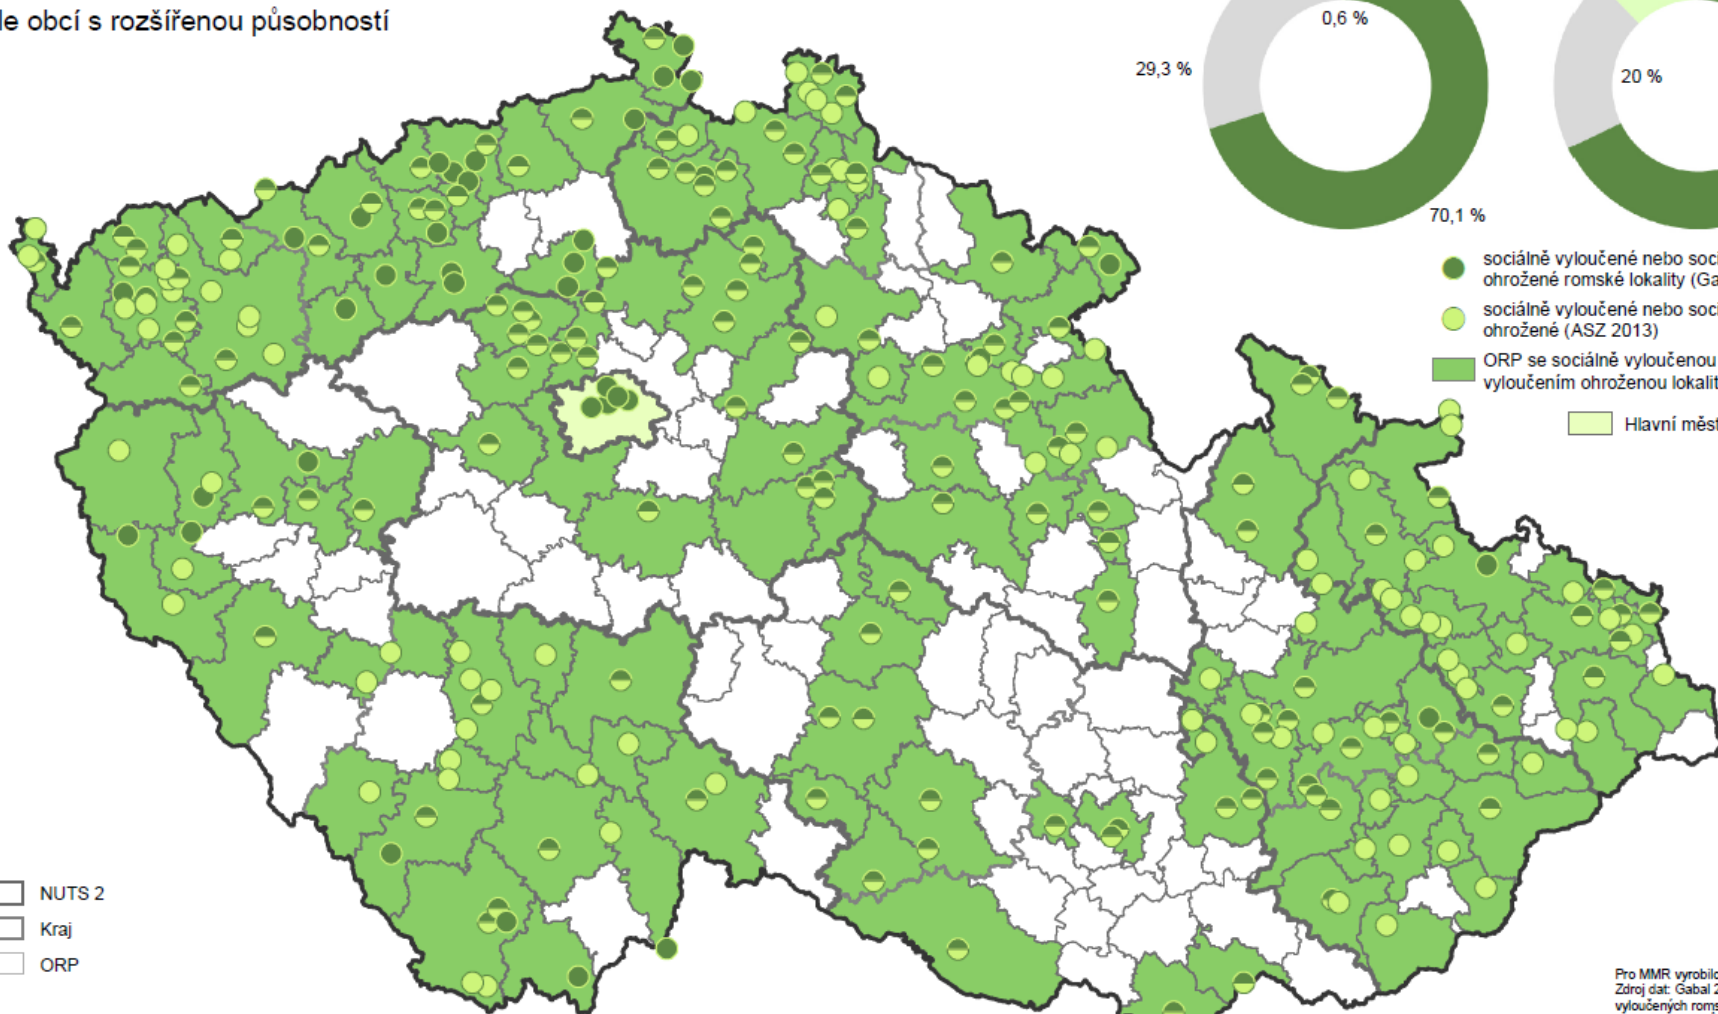 le obcí s rozšířenou působností
0,6 %
29,3 %
20 %
70,1 %
sociálně vyloučené nebo soci
ohrožené romské lokality (Ga
sociálně vyloučené nebo soci
ohrožené (ASZ 2013)
ORP se sociálně vyloučenou
vyloučením ohroženou lokalit
Hlavní měst
NUTS 2
Kraj
ORP
Pro MMR vyrobilo
Zdroj dat: Gabal 2
vyloučených roms